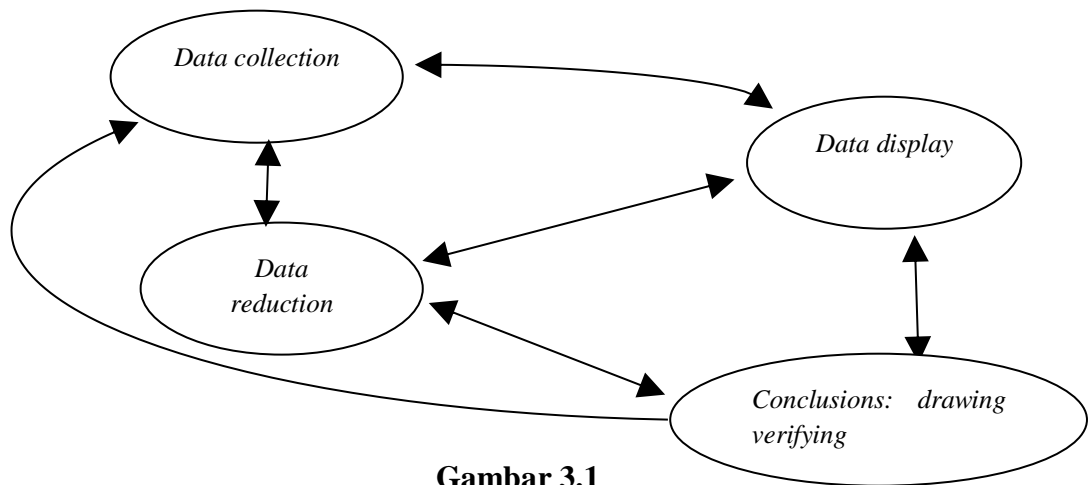 Data collection
Data display
Data
reduction
Conclusions: drawing
verifying
Gambar 3.1